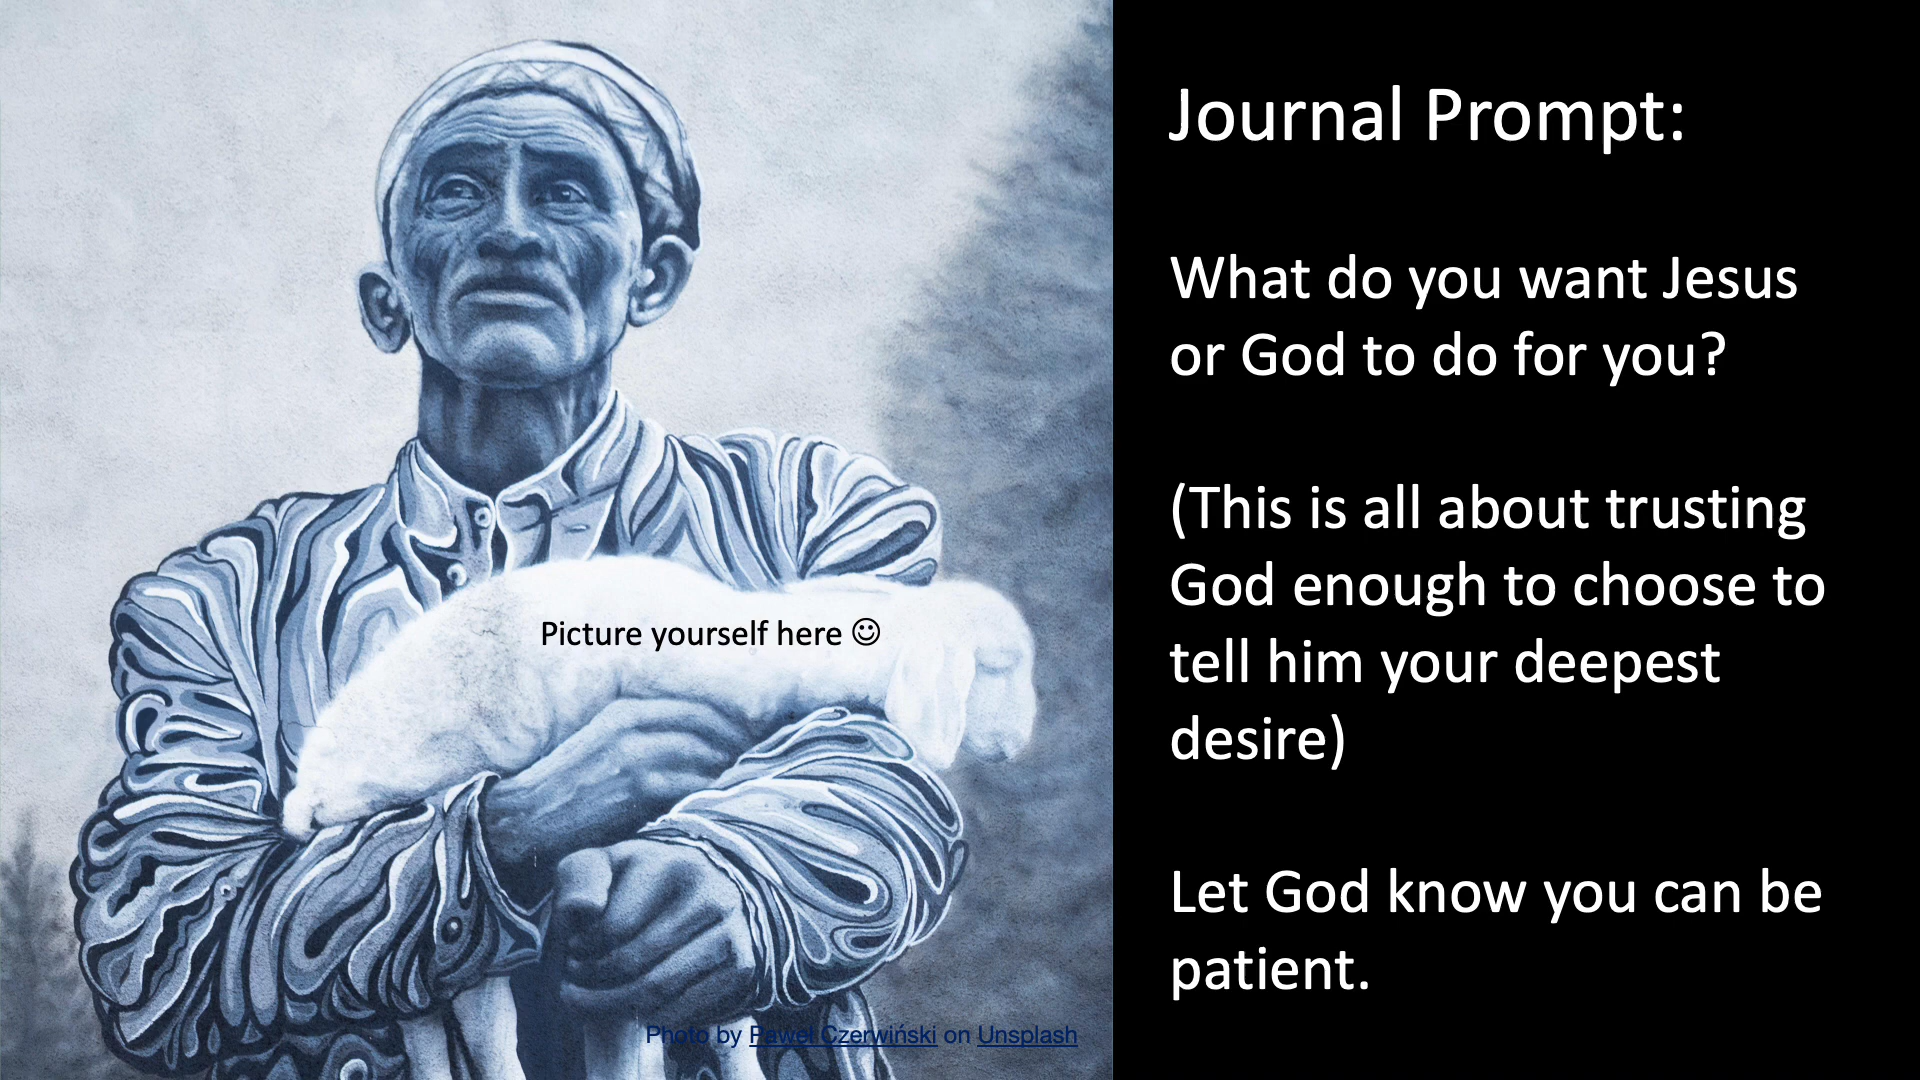 Journal Prompt:
What do you want Jesus
or God to do for you?
(This is all about trusting
God enough to choose to
tell him your deepest
desire)
Let God know you can be
patient.
Picture yourself here ☺
Photo by Paweł Czerwiński on Unsplash